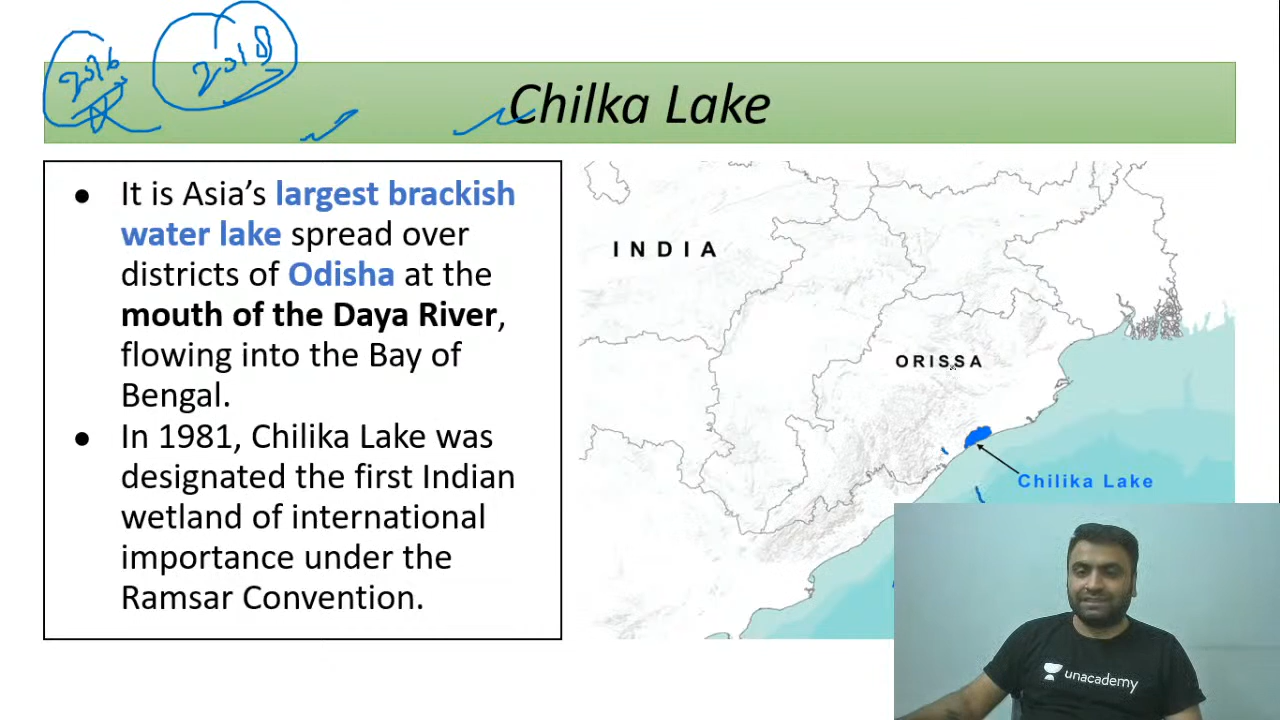 2016
2018
Chilka Lake
● It is Asia’s largest brackish
water lake spread over
districts of Odisha at the
mouth of the Daya River,
flowing into the Bay of
Bengal.
● In 1981, Chilika Lake was
designated the first Indian
wetland of international
importance under the
Ramsar Convention.
INDIA
ORISSA
Chilika Lake
unacademy